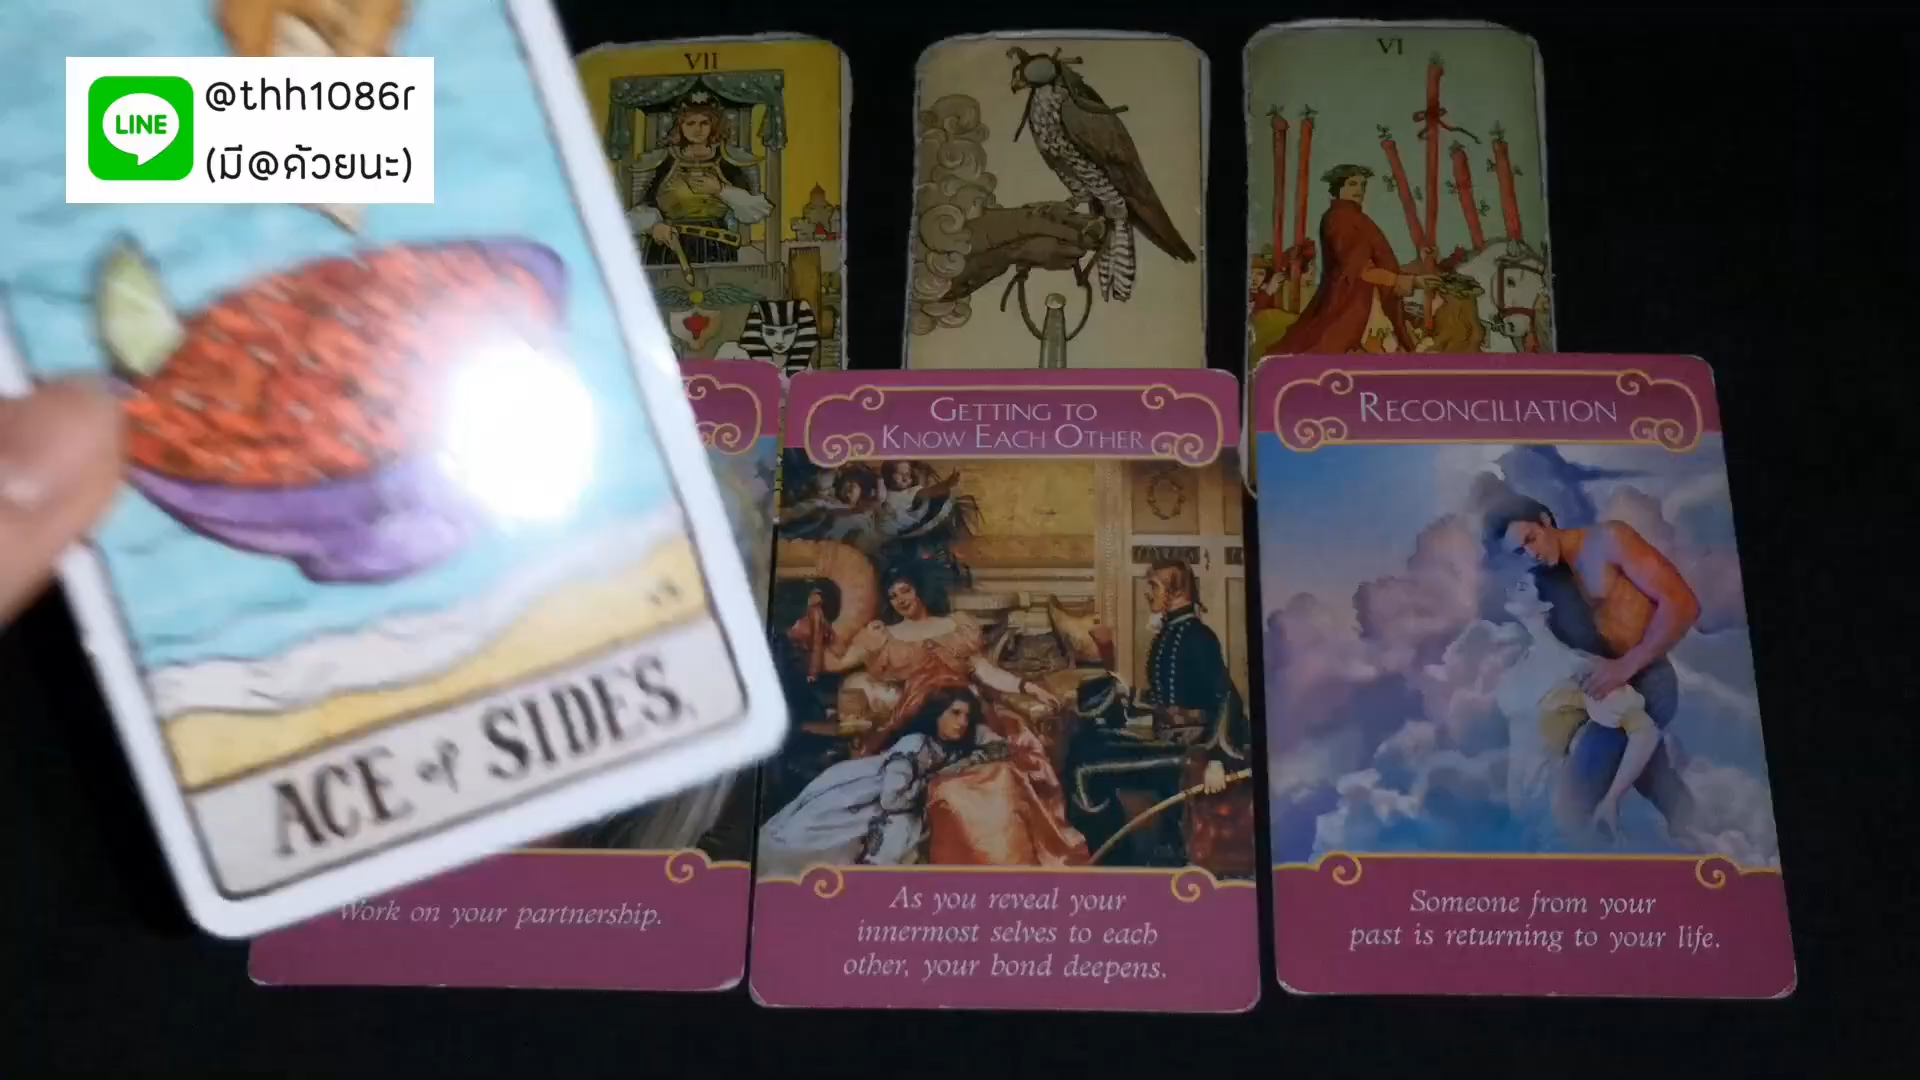 @thh1086r
LINE
(มี@ด้วยนะ)
VII
VI
GETTING TO
KNOW EACH OTHER
RECONCILIATION
ACE of SIDES
Work on your partnership.
As you reveal your
innermost selves to each
other, your bond deepens.
Someone from your
past is returning to your life.